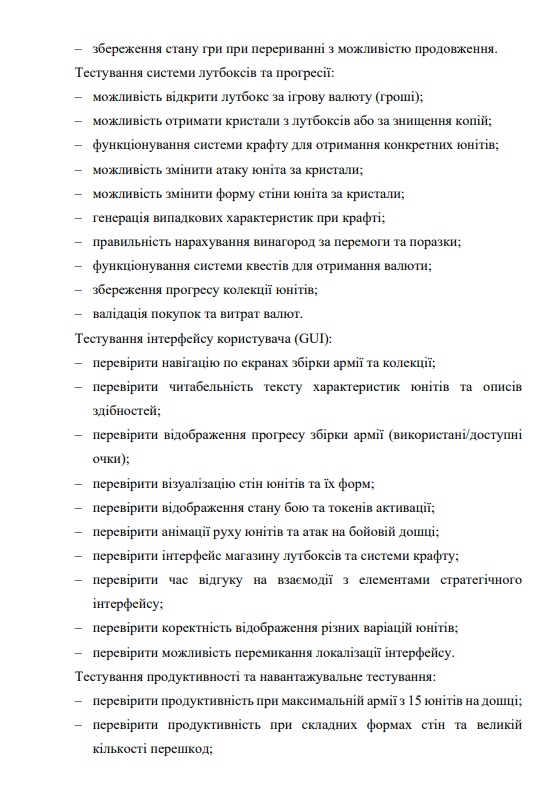 – збереження стану гри при перериванні з можливістю продовження.
Тестування системи лутбоксів та прогресії:
– можливість відкрити лутбокс за ігрову валюту (гроші);
– можливість отримати кристали з лутбоксів або за знищення копій;
– функціонування системи крафту для отримання конкретних юнітів;
– можливість змінити атаку юніта за кристали;
– можливість змінити форму стіни юніта за кристали;
– генерація випадкових характеристик при крафті;
– правильність нарахування винагород за перемоги та поразки;
– функціонування системи квестів для отримання валюти;
– збереження прогресу колекції юнітів;
– валідація покупок та витрат валют.
Тестування інтерфейсу користувача (GUI):
– перевірити навігацію по екранах збірки армії та колекції;
– перевірити читабельність тексту характеристик юнітів та описів
здібностей;
– перевірити відображення прогресу збірки армії (використані/доступні
очки);
– перевірити візуалізацію стін юнітів та їх форм;
– перевірити відображення стану бою та токенів активації;
– перевірити анімації руху юнітів та атак на бойовій дошці;
– перевірити інтерфейс магазину лутбоксів та системи крафту;
– перевірити час відгуку на взаємодії з елементами стратегічного
інтерфейсу;
– перевірити коректність відображення різних варіацій юнітів;
– перевірити можливість перемикання локалізації інтерфейсу.
Тестування продуктивності та навантажувальне тестування:
– перевірити продуктивність при максимальній армії з 15 юнітів на дошці;
– перевірити продуктивність при складних формах стін та великій
кількості перешкод;